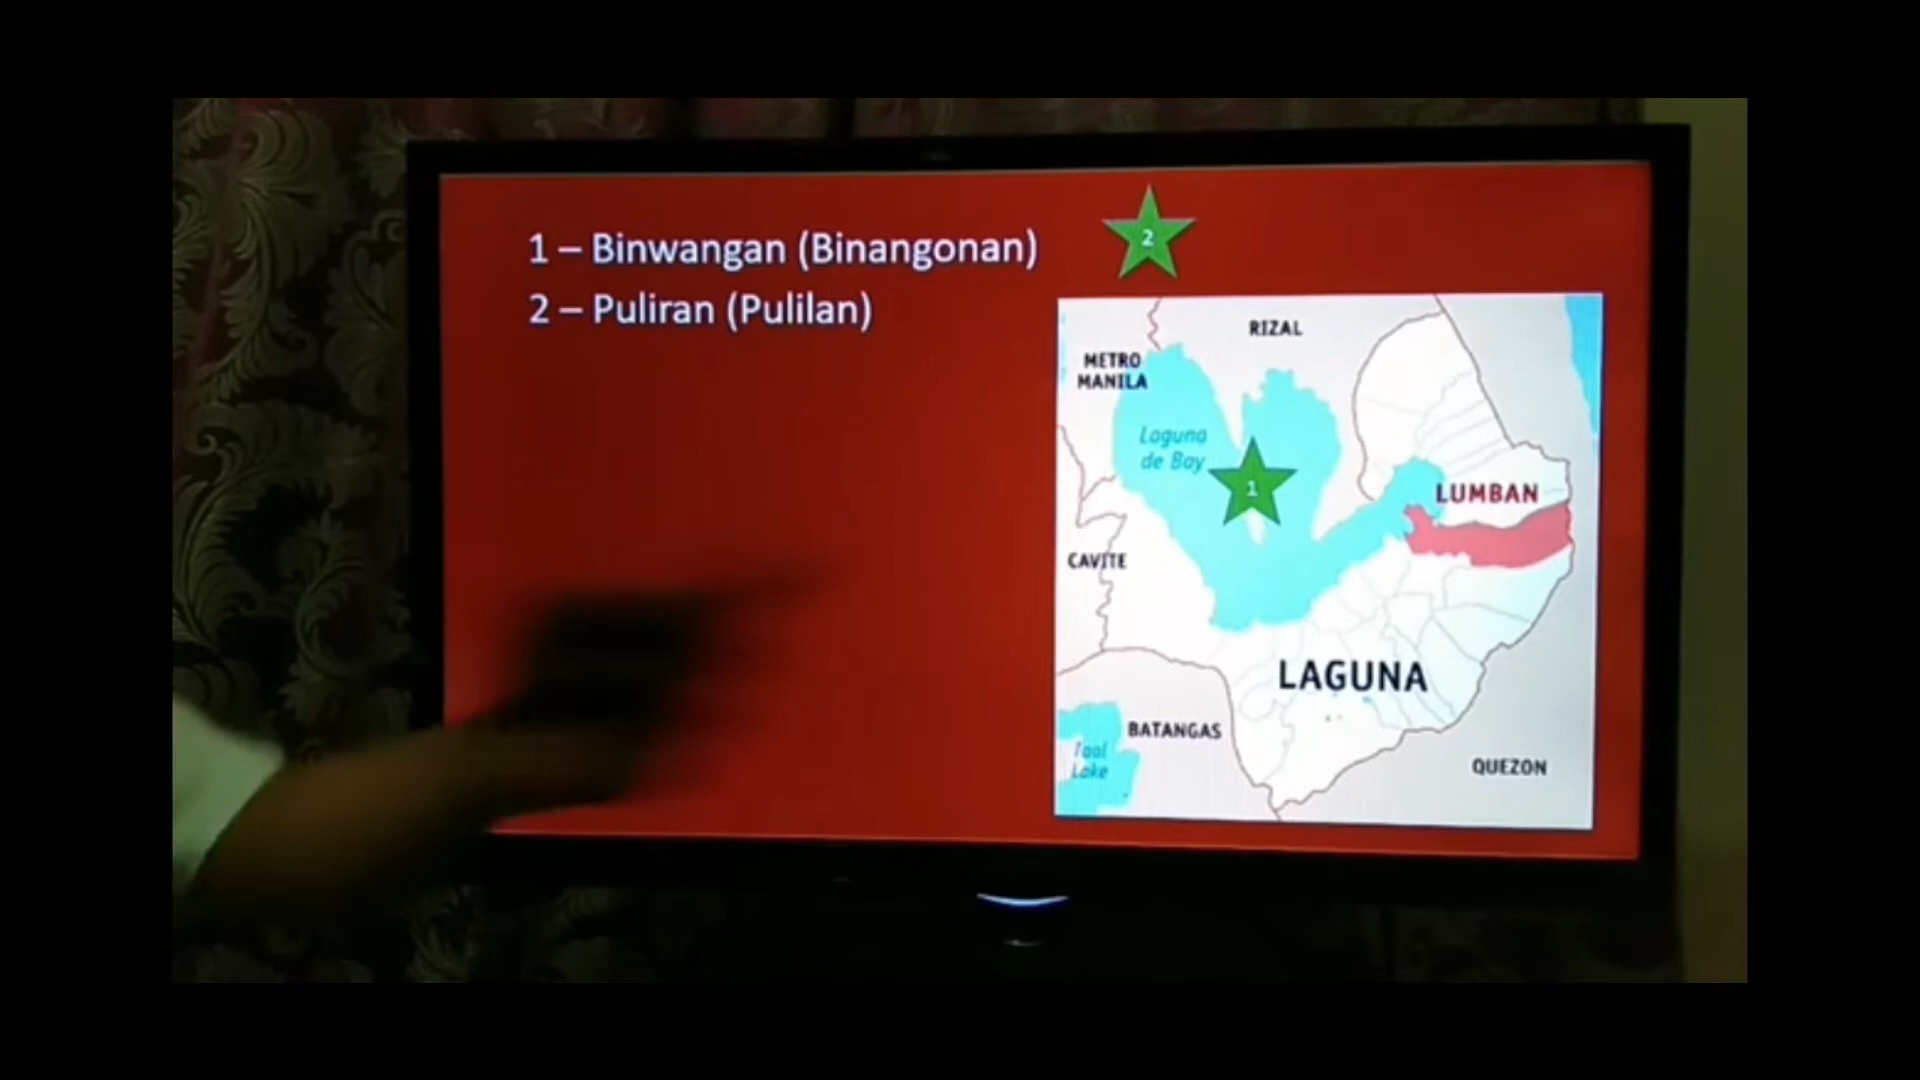 1 – Binwangan (Binangonan)
2 – Puliran (Pulilan)
2
RIZAL
METRO
MANILA
Laguna
de Bay
1
LUMBAN
CAVITE
LAGUNA
BATANGAS
Taal
Lake
QUEZON